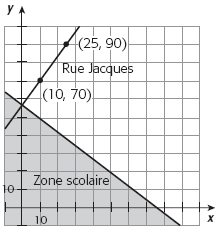 y
(25, 90)
Rue Jacques
(10, 70)
Zone scolaire
10
x
10